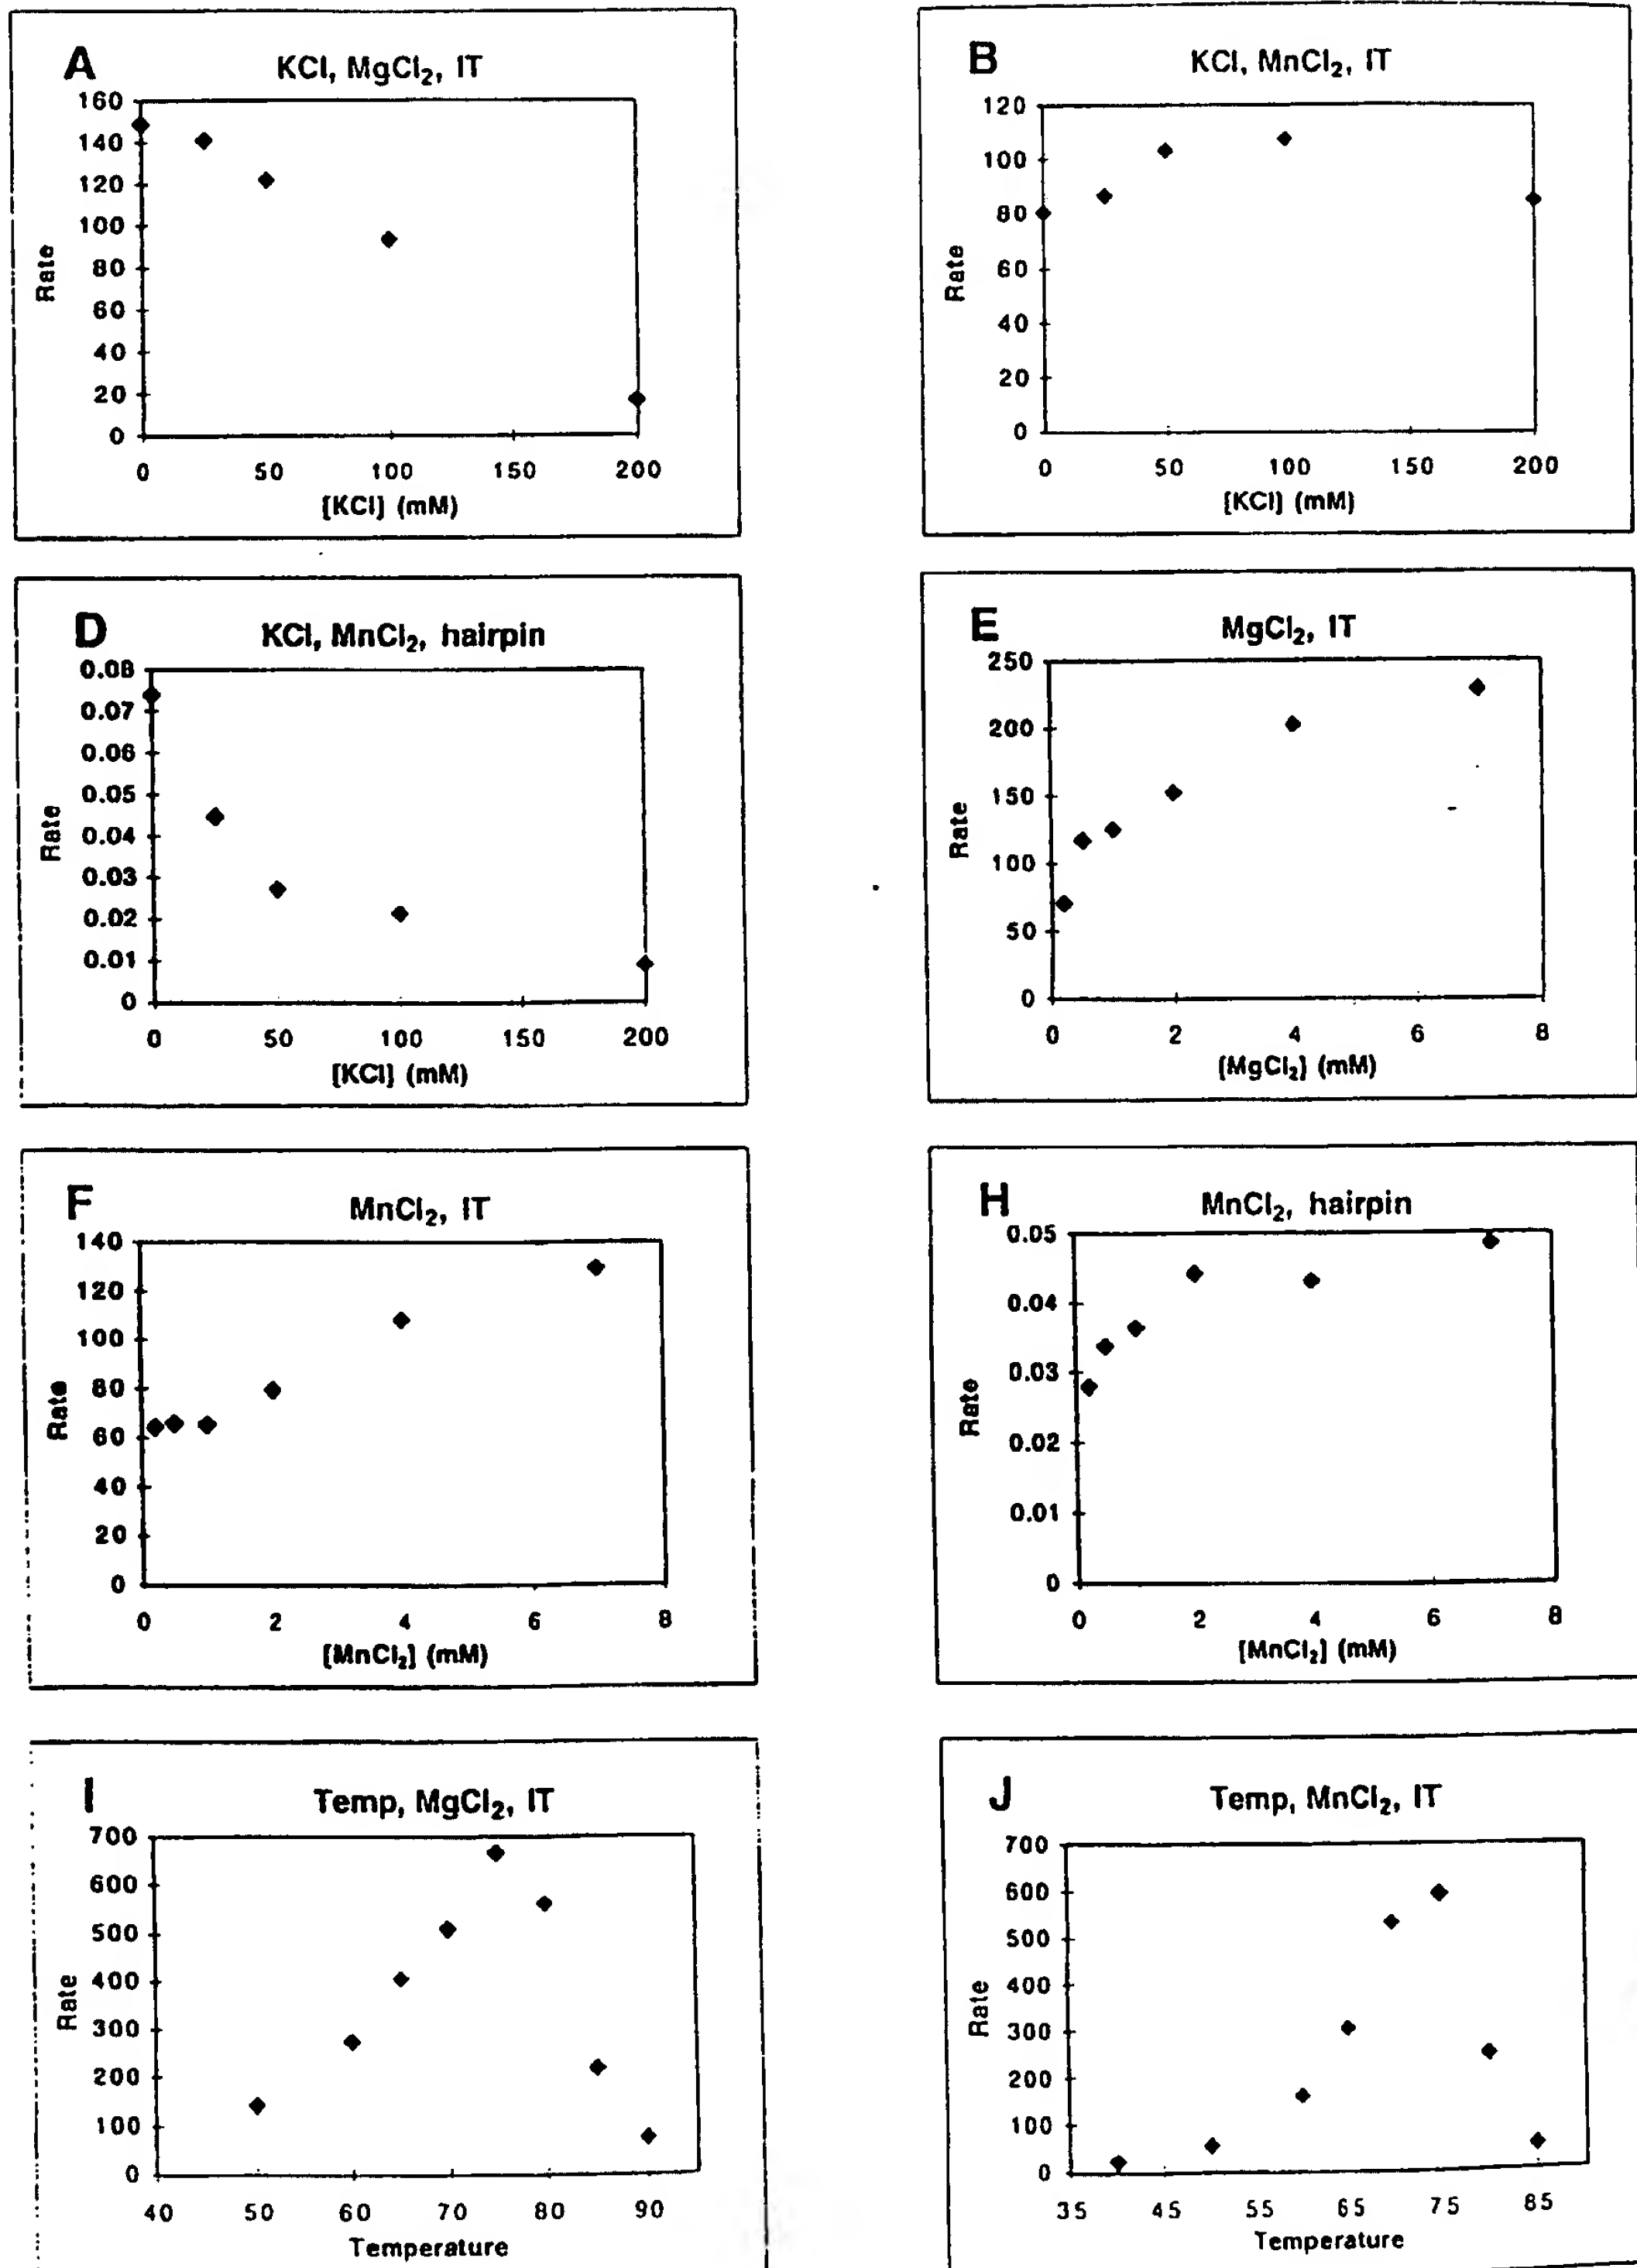 A
KCl, MgCl₂, IT
160
140
120
100
80
60
40
20
0
Rate
0 50 100 150 200
[KCl] (mM)
B
KCl, MnCl₂, IT
120
100
80
60
40
20
0
Rate
0 50 100 150 200
[KCl] (mM)
D
KCl, MnCl₂, hairpin
0.08
0.07
0.06
0.05
0.04
0.03
0.02
0.01
0
Rate
0 50 100 150 200
[KCl] (mM)
E
MgCl₂, IT
250
200
150
100
50
0
Rate
0 2 4 6 8
[MgCl₂] (mM)
F
MnCl₂, IT
140
120
100
80
60
40
20
0
Rate
0 2 4 6 8
[MnCl₂] (mM)
H
MnCl₂, hairpin
0.05
0.04
0.03
0.02
0.01
0
Rate
0 2 4 6 8
[MnCl₂] (mM)
I
Temp, MgCl₂, IT
700
600
500
400
300
200
100
0
Rate
40 50 60 70 80 90
Temperature
J
Temp, MnCl₂, IT
700
600
500
400
300
200
100
0
Rate
35 45 55 65 75 85
Temperature